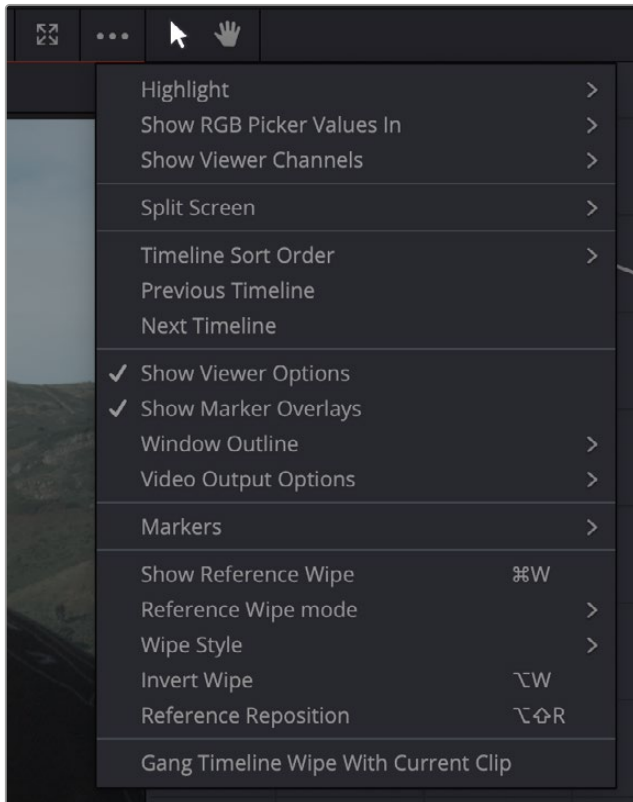 Highlight
Show RGB Picker Values In
Show Viewer Channels
Split Screen
Timeline Sort Order
Previous Timeline
Next Timeline
Show Viewer Options
Show Marker Overlays
Window Outline
Video Output Options
Markers
Show Reference Wipe ⌘W
Reference Wipe mode
Wipe Style
Invert Wipe ⌥W
Reference Reposition ⌥⇧R
Gang Timeline Wipe With Current Clip